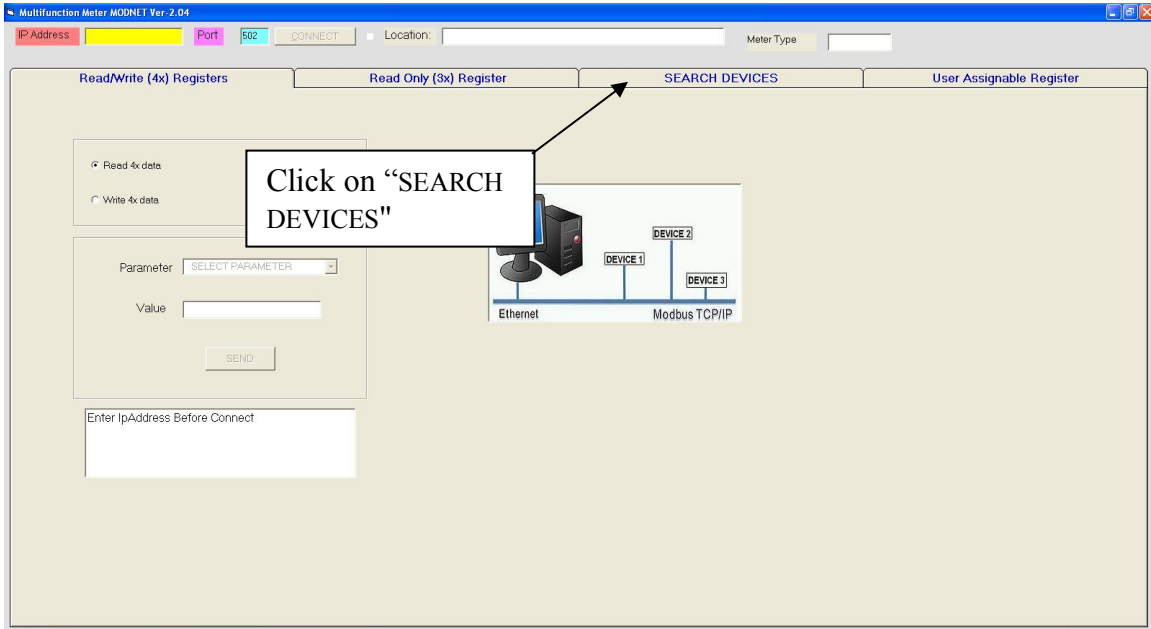 Multifunction Meter MODNET Ver-2.04
IP Address Port 502 CONNECT Location: Meter Type
Read/Write (4x) Registers Read Only (3x) Register SEARCH DEVICES User Assignable Register
Read 4x data
Write 4x data
Click on “SEARCH
DEVICES"
Parameter SELECT PARAMETER
Value
SEND
DEVICE 2
DEVICE 1
DEVICE 3
Ethernet Modbus TCP/IP
Enter IpAddress Before Connect